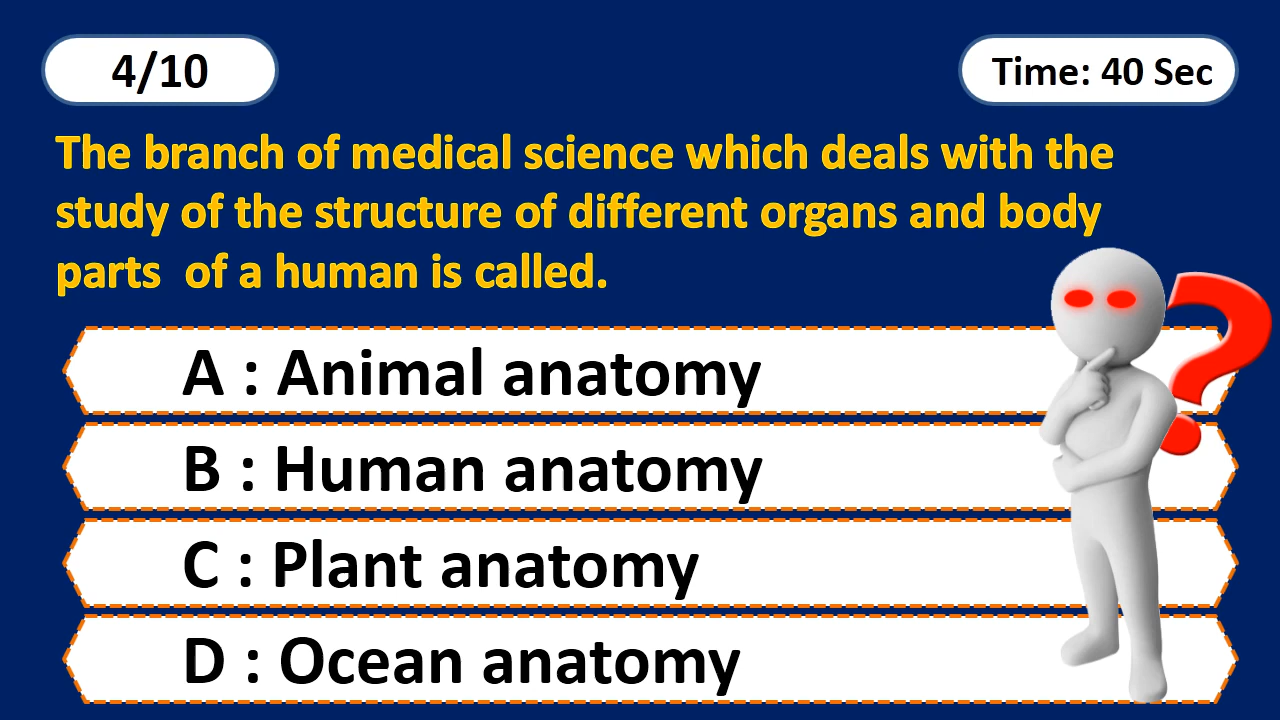 4/10
Time: 40 Sec
The branch of medical science which deals with the
study of the structure of different organs and body
parts  of a human is called.
A : Animal anatomy
B : Human anatomy
C : Plant anatomy
D : Ocean anatomy
?